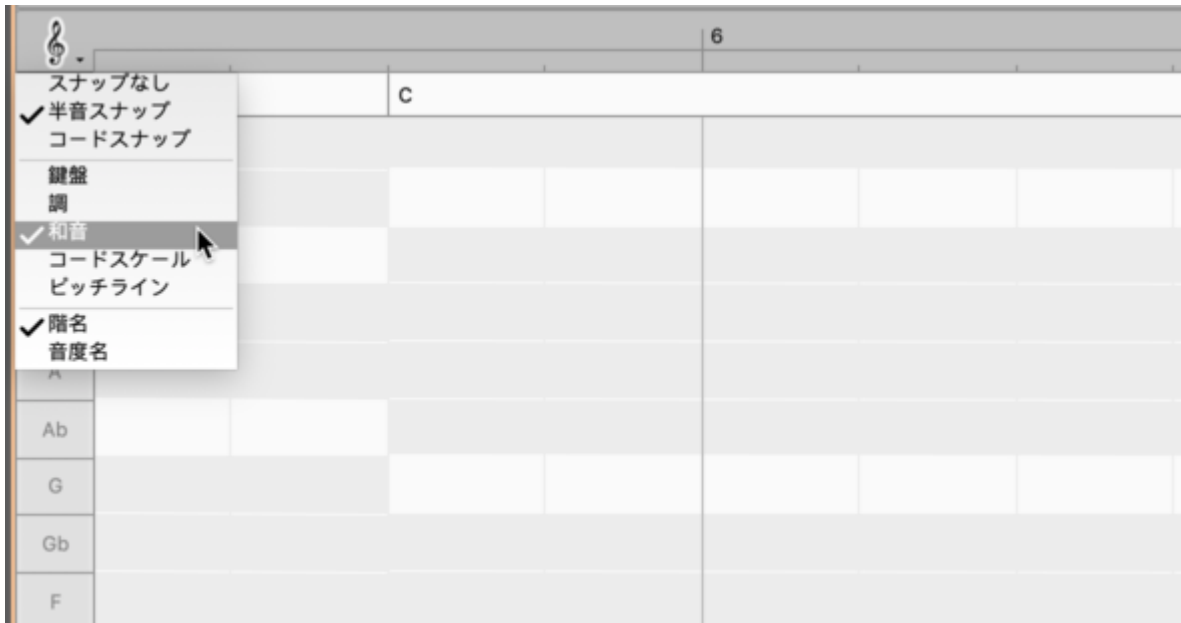 6
C
スナップなし
半音スナップ
コードスナップ
鍵盤
調
和音
コードスケール
ピッチライン
階名
音度名
A
Ab
G
Gb
F